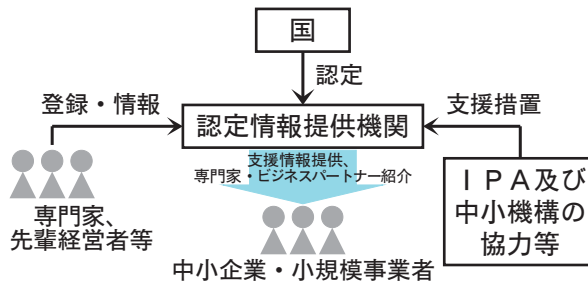 国
認定
登録・情報
支援措置
認定情報提供機関
支援情報提供、
専門家・ビジネスパートナー紹介
専門家、
先輩経営者等
ＩＰＡ及び
中小機構の
協力等
中小企業・小規模事業者